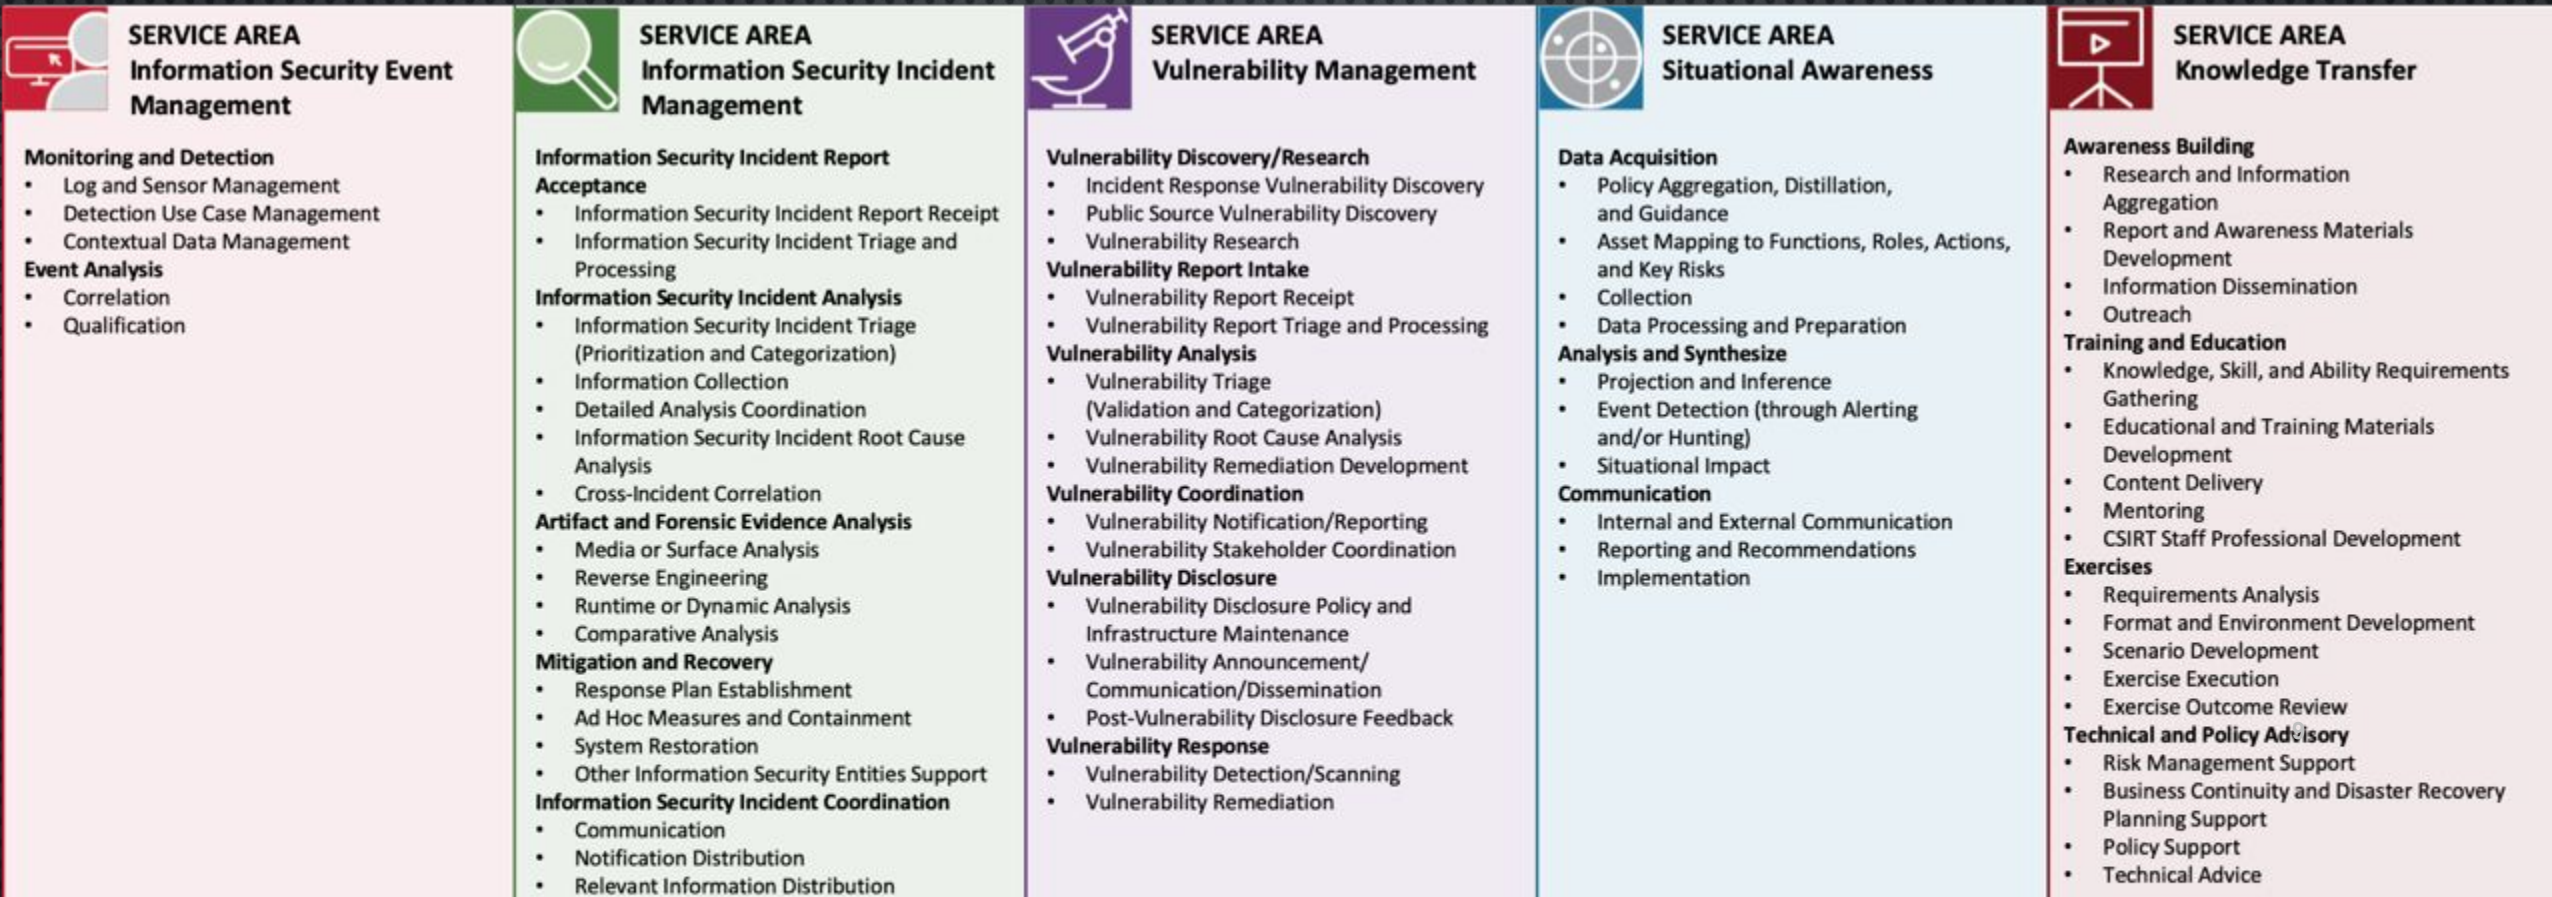 SERVICE AREA
Information Security Event
Management
Monitoring and Detection
• Log and Sensor Management
• Detection Use Case Management
• Contextual Data Management
Event Analysis
• Correlation
• Qualification
SERVICE AREA
Information Security Incident
Management
Information Security Incident Report
Acceptance
• Information Security Incident Report Receipt
• Information Security Incident Triage and
Processing
Information Security Incident Analysis
• Information Security Incident Triage
(Prioritization and Categorization)
• Information Collection
• Detailed Analysis Coordination
• Information Security Incident Root Cause
Analysis
• Cross-Incident Correlation
Artifact and Forensic Evidence Analysis
• Media or Surface Analysis
• Reverse Engineering
• Runtime or Dynamic Analysis
• Comparative Analysis
Mitigation and Recovery
• Response Plan Establishment
• Ad Hoc Measures and Containment
• System Restoration
• Other Information Security Entities Support
Information Security Incident Coordination
• Communication
• Notification Distribution
• Relevant Information Distribution
SERVICE AREA
Vulnerability Management
Vulnerability Discovery/Research
• Incident Response Vulnerability Discovery
• Public Source Vulnerability Discovery
• Vulnerability Research
Vulnerability Report Intake
• Vulnerability Report Receipt
• Vulnerability Report Triage and Processing
Vulnerability Analysis
• Vulnerability Triage
(Validation and Categorization)
• Vulnerability Root Cause Analysis
• Vulnerability Remediation Development
Vulnerability Coordination
• Vulnerability Notification/Reporting
• Vulnerability Stakeholder Coordination
Vulnerability Disclosure
• Vulnerability Disclosure Policy and
Infrastructure Maintenance
• Vulnerability Announcement/
Communication/Dissemination
• Post-Vulnerability Disclosure Feedback
Vulnerability Response
• Vulnerability Detection/Scanning
• Vulnerability Remediation
SERVICE AREA
Situational Awareness
Data Acquisition
• Policy Aggregation, Distillation,
and Guidance
• Asset Mapping to Functions, Roles, Actions,
and Key Risks
• Collection
• Data Processing and Preparation
Analysis and Synthesize
• Projection and Inference
• Event Detection (through Alerting
and/or Hunting)
• Situational Impact
Communication
• Internal and External Communication
• Reporting and Recommendations
• Implementation
SERVICE AREA
Knowledge Transfer
Awareness Building
• Research and Information
Aggregation
• Report and Awareness Materials
Development
• Information Dissemination
• Outreach
Training and Education
• Knowledge, Skill, and Ability Requirements
Gathering
• Educational and Training Materials
Development
• Content Delivery
• Mentoring
• CSIRT Staff Professional Development
Exercises
• Requirements Analysis
• Format and Environment Development
• Scenario Development
• Exercise Execution
• Exercise Outcome Review
Technical and Policy Advisory
• Risk Management Support
• Business Continuity and Disaster Recovery
Planning Support
• Policy Support
• Technical Advice